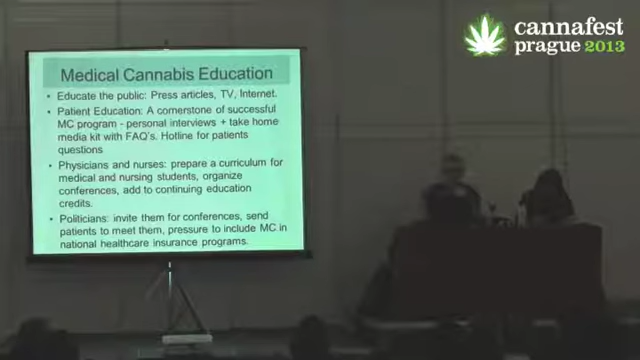 cannafest
prague 2013
Medical Cannabis Education
• Educate the public: Press articles, TV, Internet.
• Patient Education: A cornerstone of successful
MC program - personal interviews + take home
media kit with FAQ's. Hotline for patients
questions
• Physicians and nurses: prepare a curriculum for
medical and nursing students, organize
conferences, add to continuing education
credits.
• Politicians: invite them for conferences, send
patients to meet them, pressure to include MC in
national healthcare insurance programs.